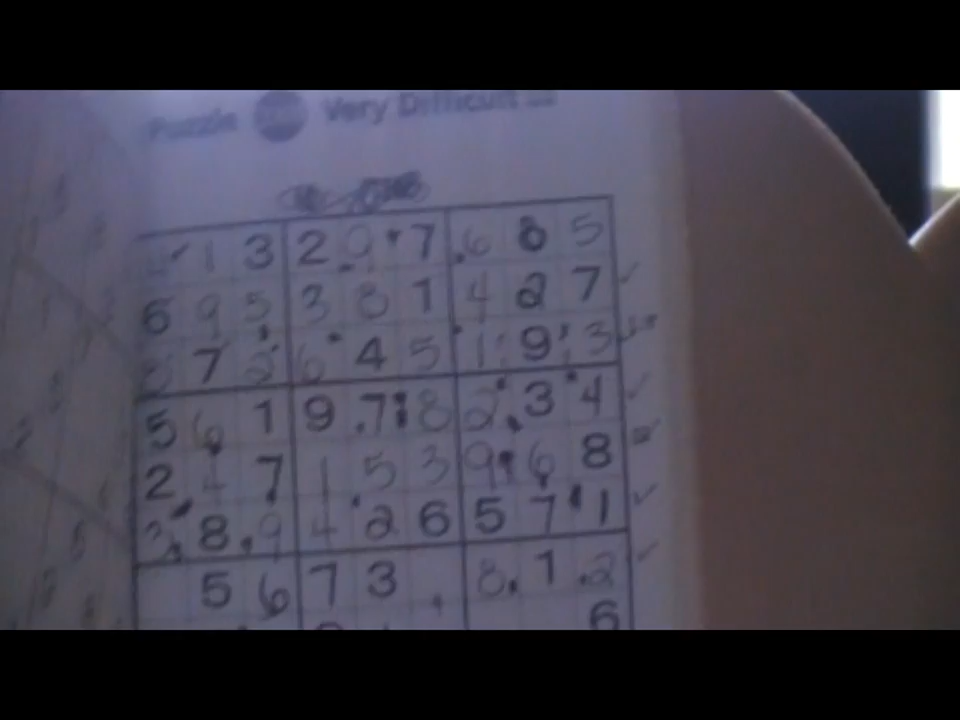 Puzzle Very Difficult
1 3 2 9 7 6 8 5
6 9 5 3 8 1 4 2 7
7 2 6 4 5 1 9 3
5 6 1 9 7 8 2 3 4
2 4 7 1 5 3 9 6 8
3 8 9 4 2 6 5 7 1
5 6 7 3 8 1 2
6